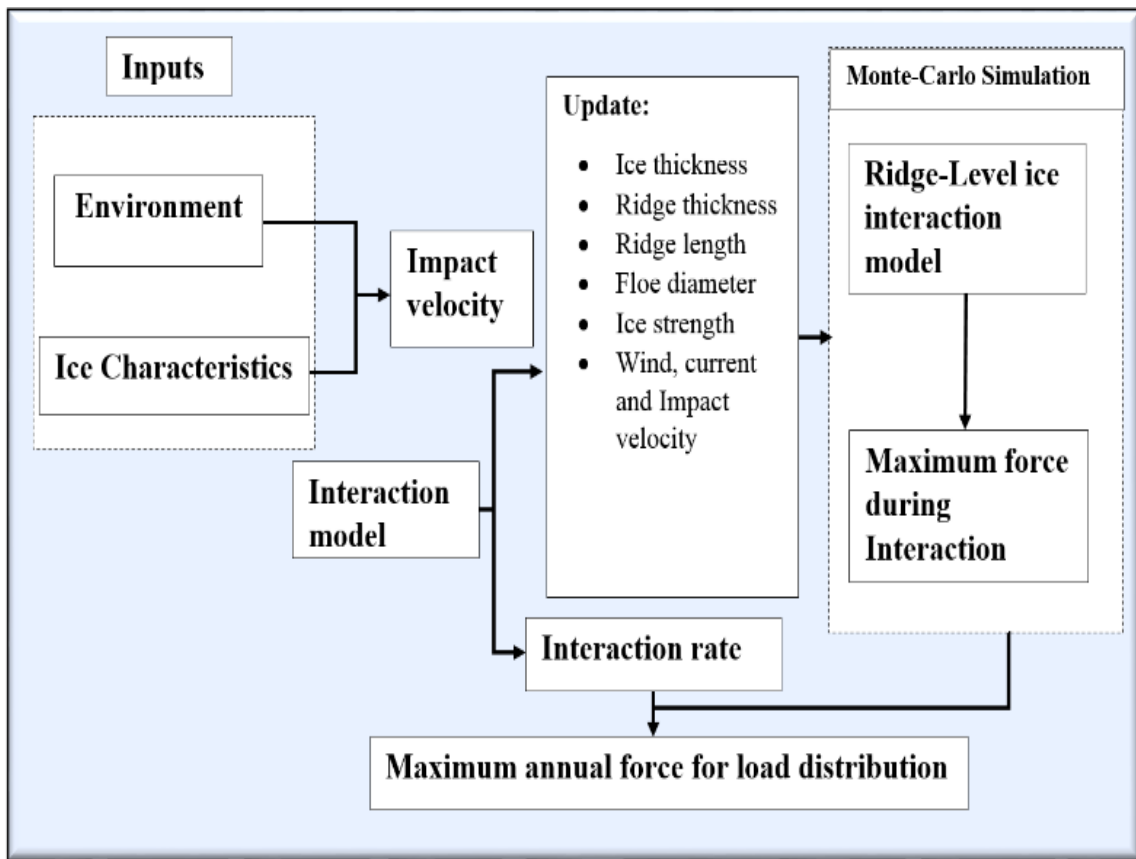 Inputs
Environment
Ice Characteristics
Impact
velocity
Interaction
model
Update:
• Ice thickness
• Ridge thickness
• Ridge length
• Floe diameter
• Ice strength
• Wind, current
and Impact
velocity
Interaction rate
Monte-Carlo Simulation
Ridge-Level ice
interaction
model
Maximum force
during
Interaction
Maximum annual force for load distribution